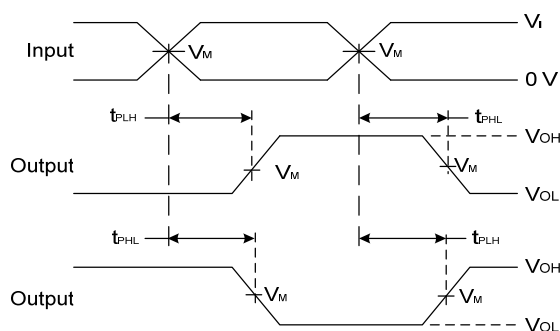 Input
VM
VM
VI
0 V
tPLH
tPHL
Output
VM
VM
VOH
VOL
tPHL
tPLH
Output
VM
VM
VOH
VOL